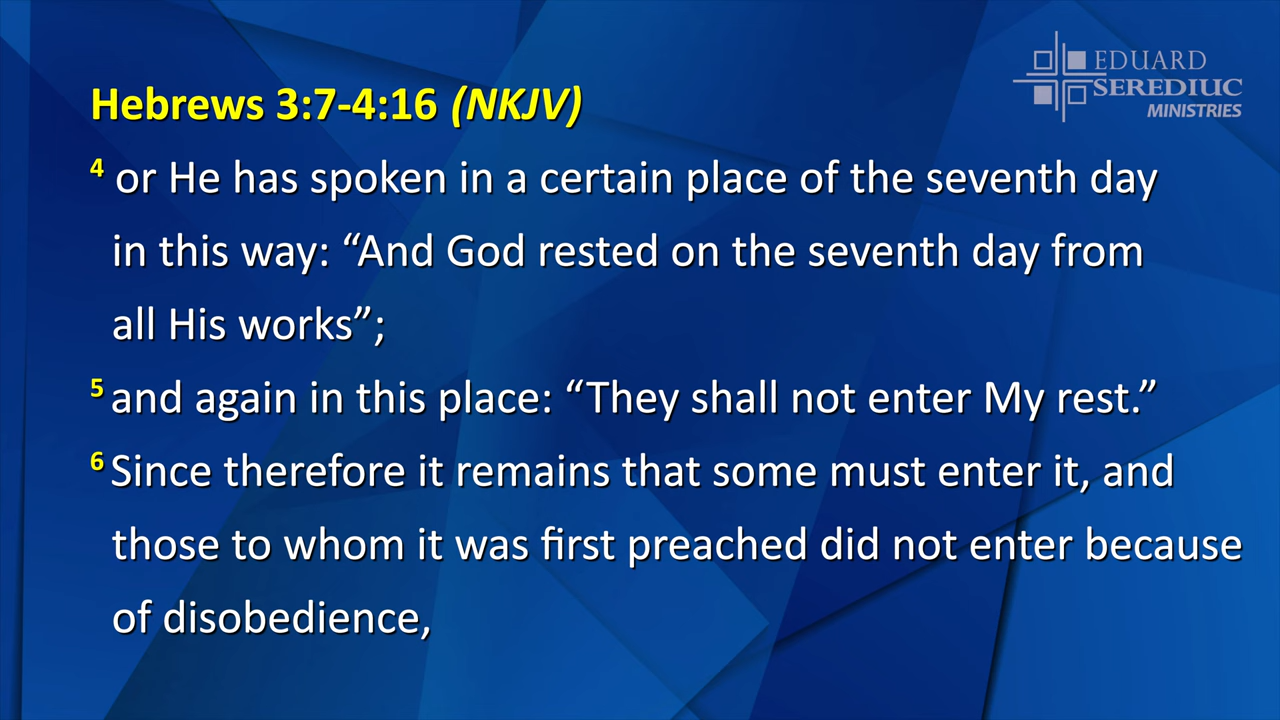 EDUARD
SEREDIUC
MINISTRIES
Hebrews 3:7-4:16 (NKJV)
4 or He has spoken in a certain place of the seventh day
in this way: “And God rested on the seventh day from
all His works”;
5 and again in this place: “They shall not enter My rest.”
6 Since therefore it remains that some must enter it, and
those to whom it was first preached did not enter because
of disobedience,